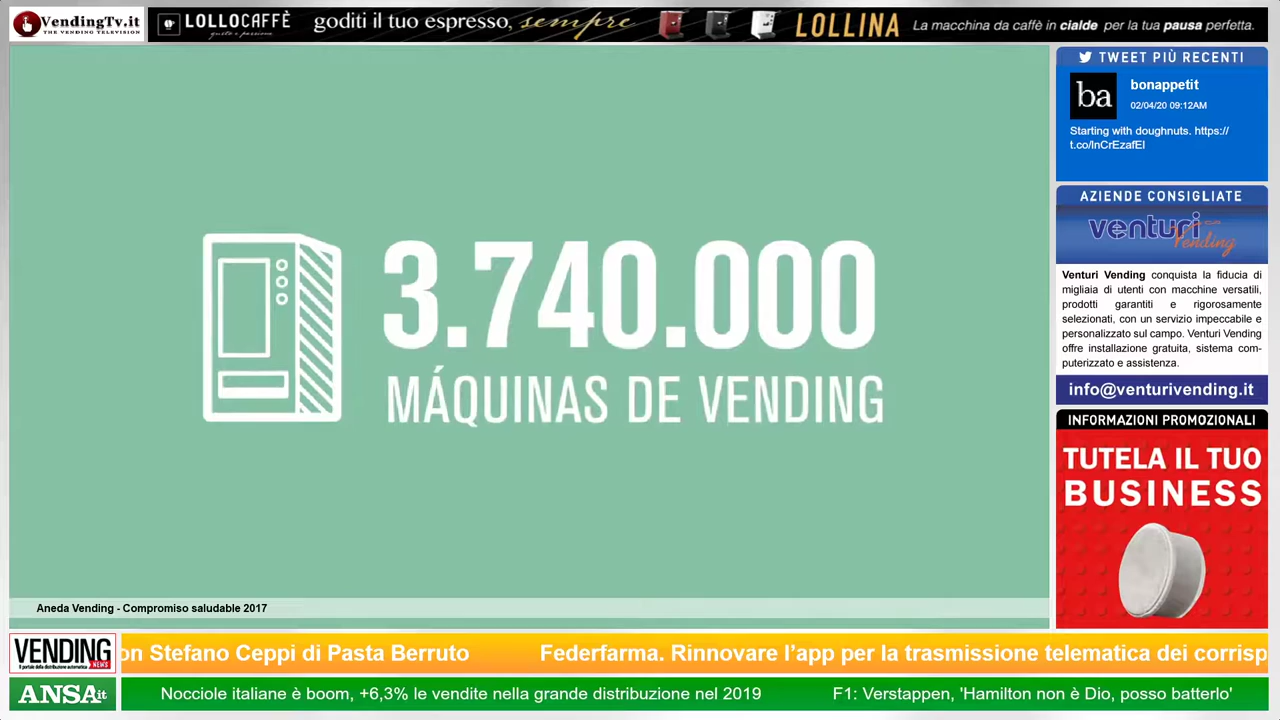 VendingTv.it
THE VENDING TELEVISION
LOLLOCAFFÈ
gusto e passione
goditi il tuo espresso, sempre
LOLLINA
La macchina da caffè in cialde per la tua pausa perfetta.
3.740.000
MÁQUINAS DE VENDING
Aneda Vending - Compromiso saludable 2017
TWEET PIÙ RECENTI
ba
bonappetit
02/04/20 09:12AM
Starting with doughnuts. https://
t.co/lnCrEzafEl
AZIENDE CONSIGLIATE
venturi
Vending
Venturi Vending conquista la fiducia di
migliaia di utenti con macchine versatili,
prodotti garantiti e rigorosamente
selezionati, con un servizio impeccabile e
personalizzato sul campo. Venturi Vending
offre installazione gratuita, sistema com-
puterizzato e assistenza.
info@venturivending.it
INFORMAZIONI PROMOZIONALI
TUTELA IL TUO
BUSINESS
VENDING
NEWS
Il portale della distribuzione automatica
on Stefano Ceppi di Pasta Berruto
Federfarma. Rinnovare l'app per la trasmissione telematica dei corrisp
ANSA.it
Nocciole italiane è boom, +6,3% le vendite nella grande distribuzione nel 2019
F1: Verstappen, 'Hamilton non è Dio, posso batterlo'